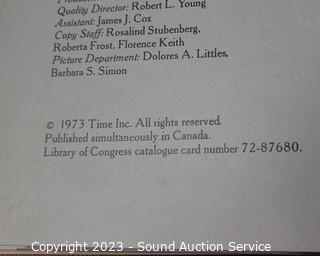 Quality Director: Robert L. Young
Assistant: James J. Cox
Copy Staff: Rosalind Stubenberg,
Roberta Frost, Florence Keith
Picture Department: Dolores A. Littles,
Barbara S. Simon
© 1973 Time Inc. All rights reserved.
Published simultaneously in Canada.
Library of Congress catalogue card number 72-87680.
Copyright 2023 - Sound Auction Service